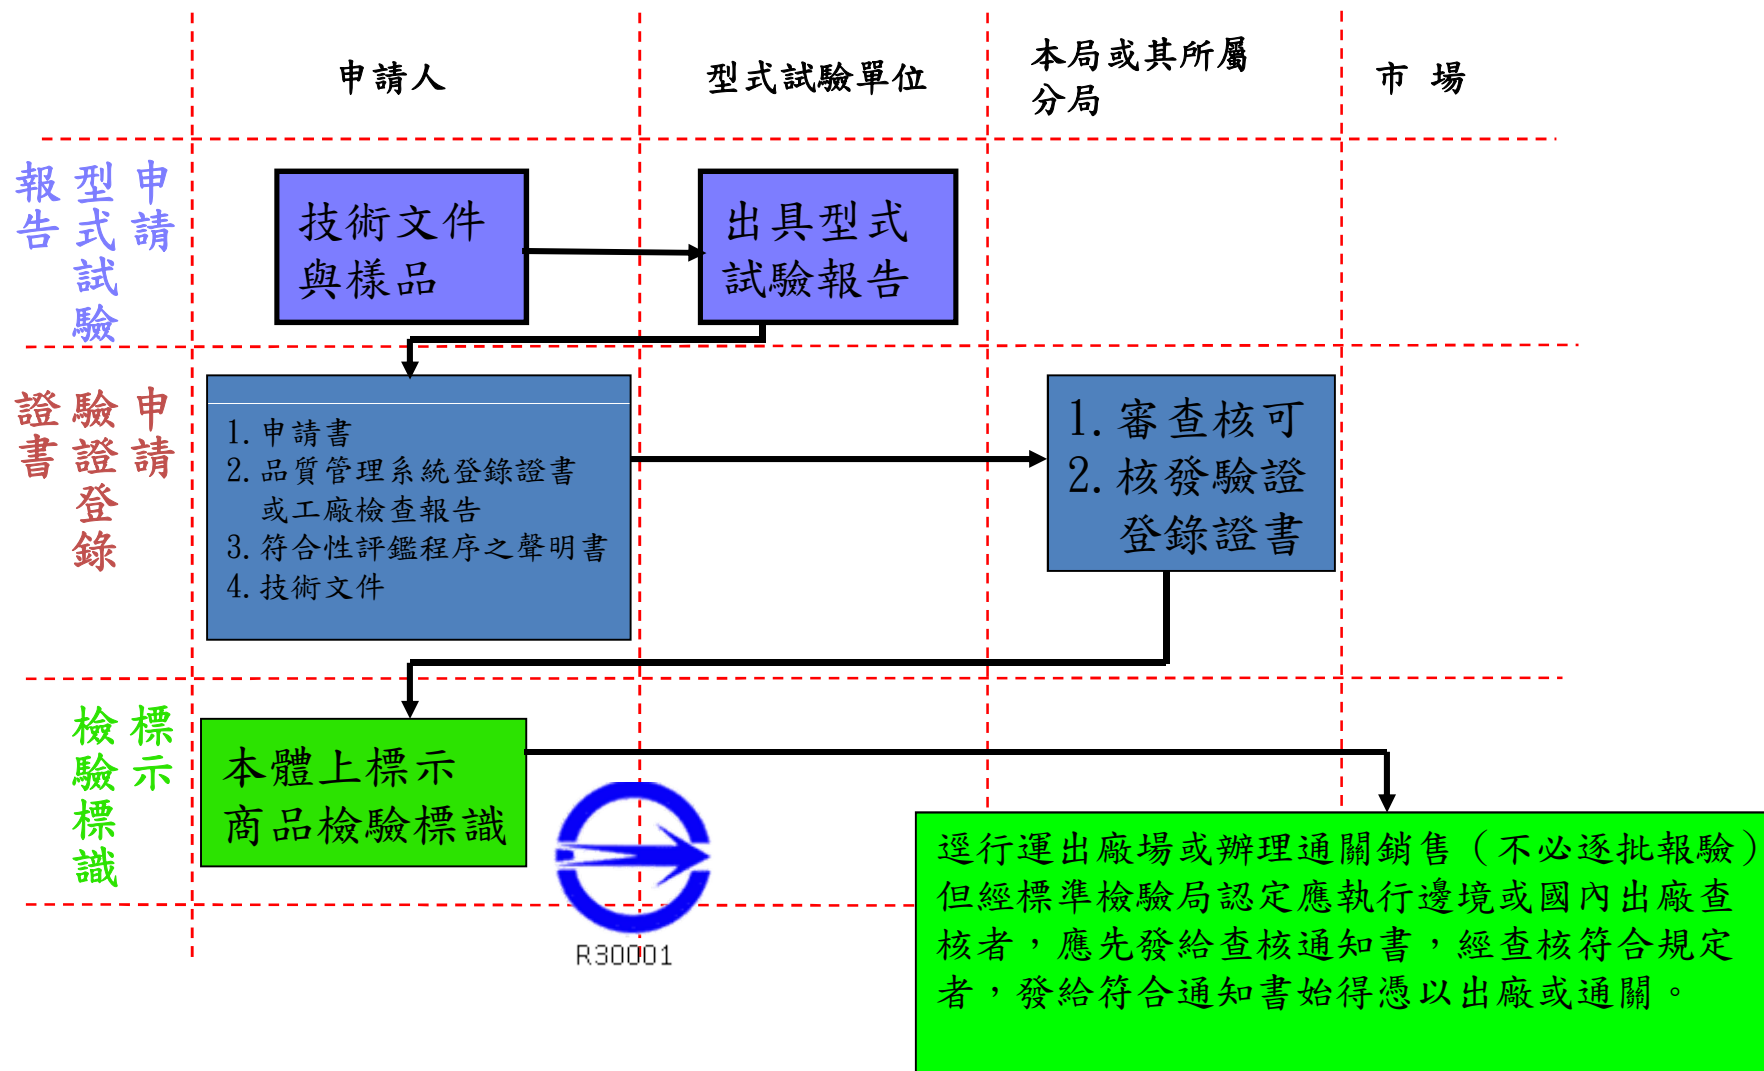 申請人
型式試驗單位
本局或其所屬
分局
市 場
申請
型式試驗
報告
技術文件
與樣品
出具型式
試驗報告
申請
驗證登錄
證書
1.申請書
2.品質管理系統登錄證書
或工廠檢查報告
3.符合性評鑑程序之聲明書
4.技術文件
1.審查核可
2.核發驗證
登錄證書
標示
檢驗標識
本體上標示
商品檢驗標識
R30001
逕行運出廠場或辦理通關銷售（不必逐批報驗）
但經標準檢驗局認定應執行邊境或國內出廠查
核者，應先發給查核通知書，經查核符合規定
者，發給符合通知書始得憑以出廠或通關。